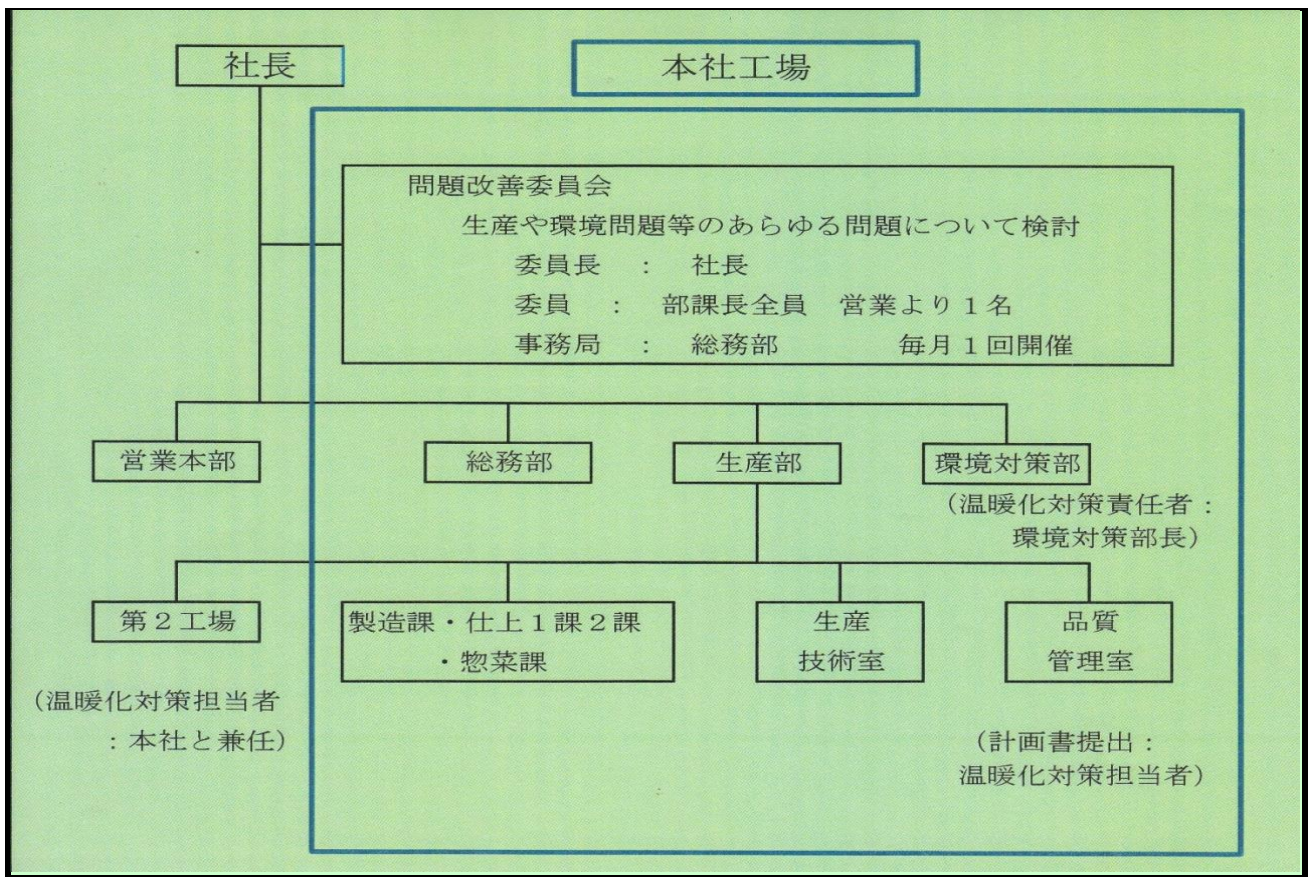 社長
本社工場
問題改善委員会
生産や環境問題等のあらゆる問題について検討
委員長 : 社長
委員 : 部課長全員 営業より1名
事務局 : 総務部 毎月1回開催
営業本部
総務部
生産部
環境対策部
(温暖化対策責任者:
環境対策部長)
第2工場
製造課・仕上1課2課
・惣菜課
生産
技術室
品質
管理室
(温暖化対策担当者
:本社と兼任)
(計画書提出:
温暖化対策担当者)